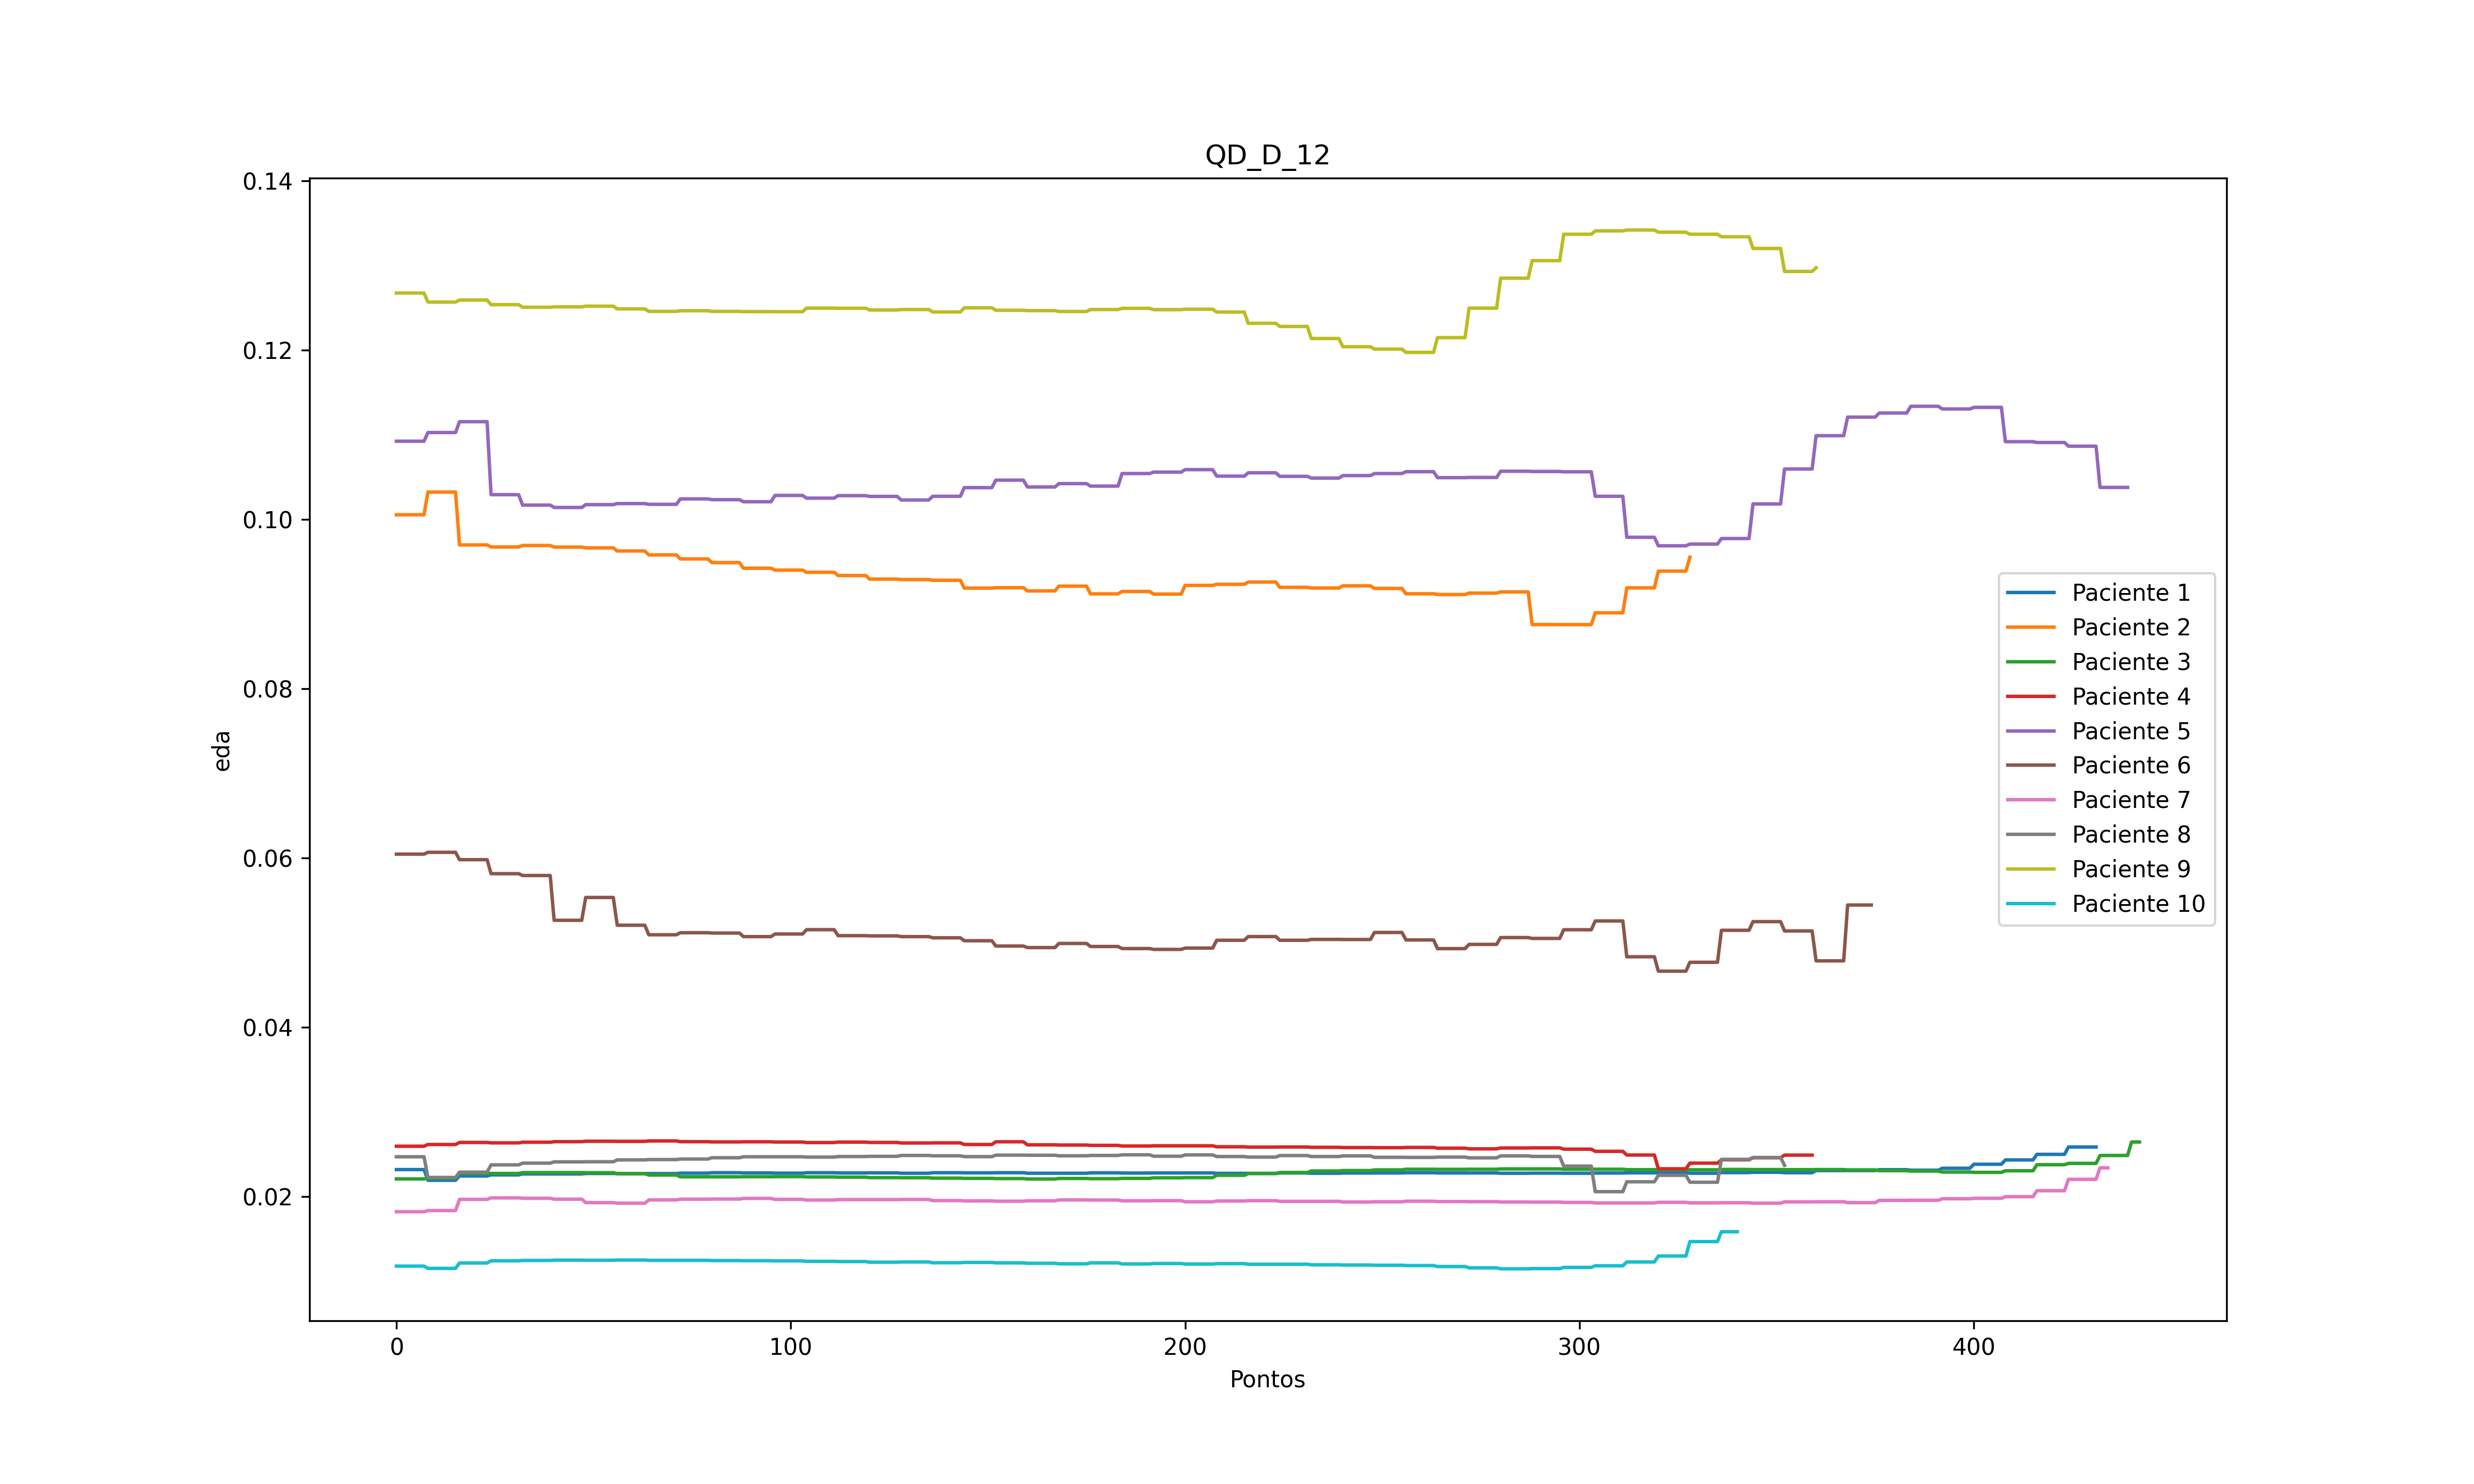 QD_D_12
0.14
0.12
0.10
0.08
0.06
0.04
0.02
eda
0 100 200 300 400
Pontos
Paciente 1
Paciente 2
Paciente 3
Paciente 4
Paciente 5
Paciente 6
Paciente 7
Paciente 8
Paciente 9
Paciente 10